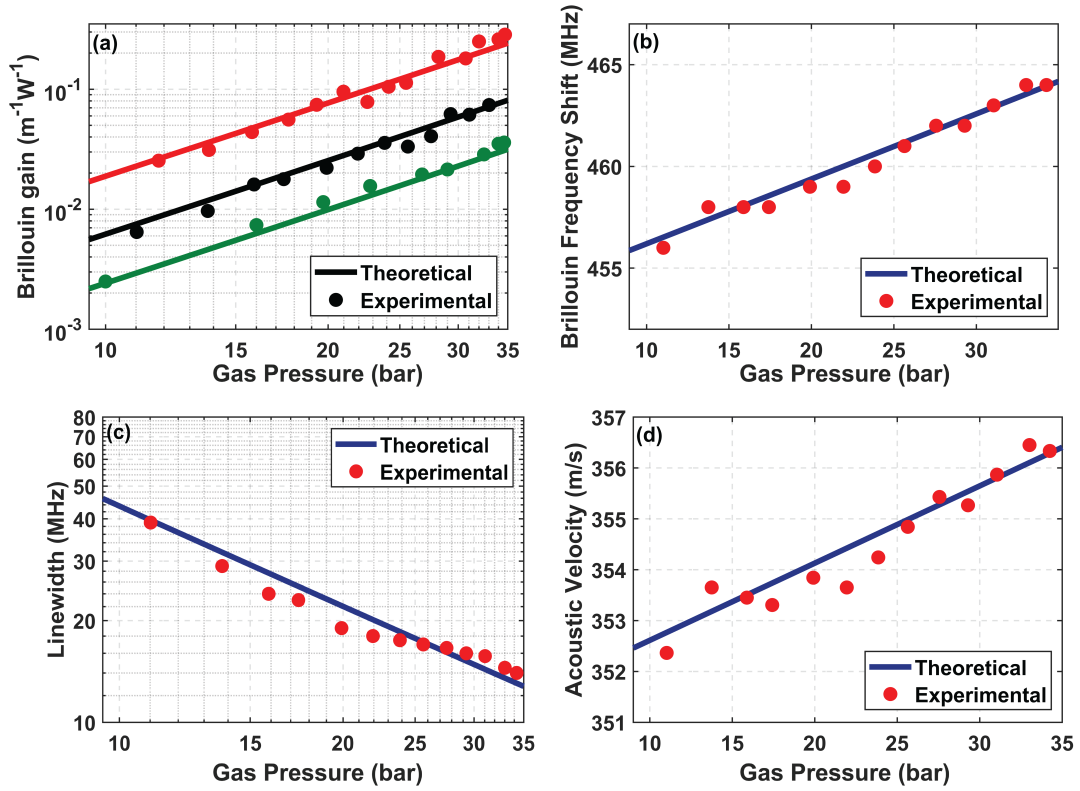 (a)
Brillouin gain (m-1W-1)
10-1
10-2
10-3
Theoretical
Experimental
10 15 20 25 30 35
Gas Pressure (bar)
(b)
Brillouin Frequency Shift (MHz)
465
460
455
Theoretical
Experimental
10 15 20 25 30
Gas Pressure (bar)
(c)
Linewidth (MHz)
80
70
60
50
40
30
20
10
Theoretical
Experimental
10 15 20 25 30 35
Gas Pressure (bar)
(d)
Acoustic Velocity (m/s)
357
356
355
354
353
352
351
Theoretical
Experimental
10 15 20 25 30 35
Gas Pressure (bar)